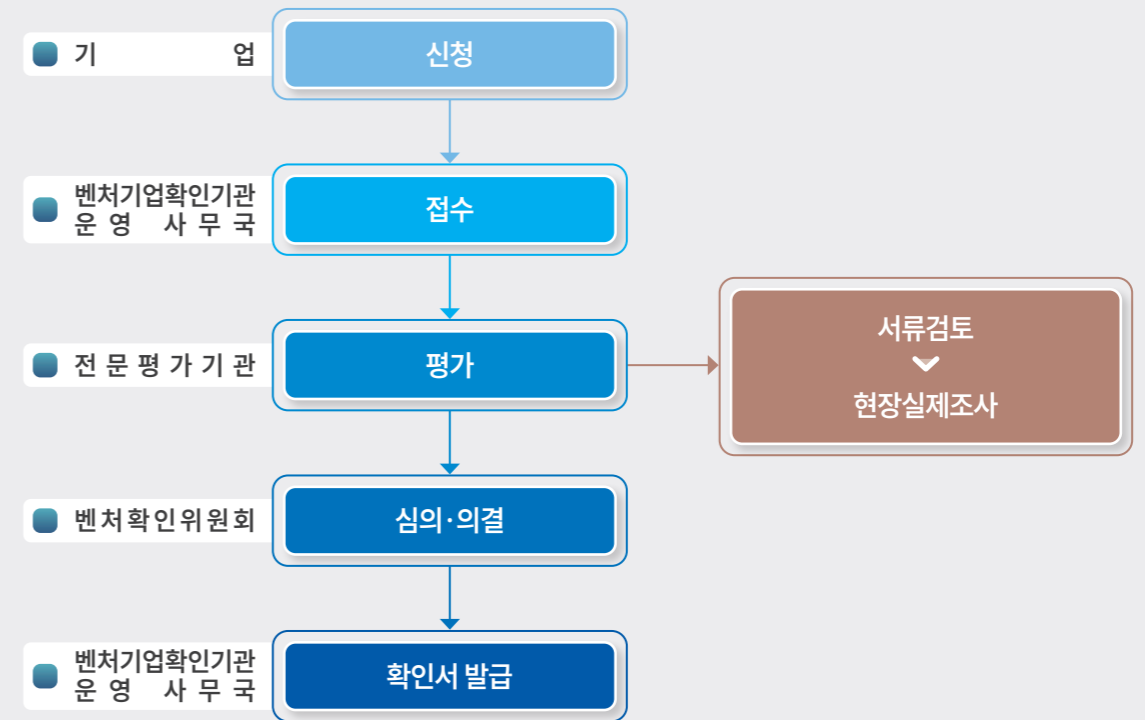 기업
신청
벤처기업확인기관
운영 사무국
접수
전문평가기관
평가
서류검토
현장실제조사
벤처확인위원회
심의·의결
벤처기업확인기관
운영 사무국
확인서 발급